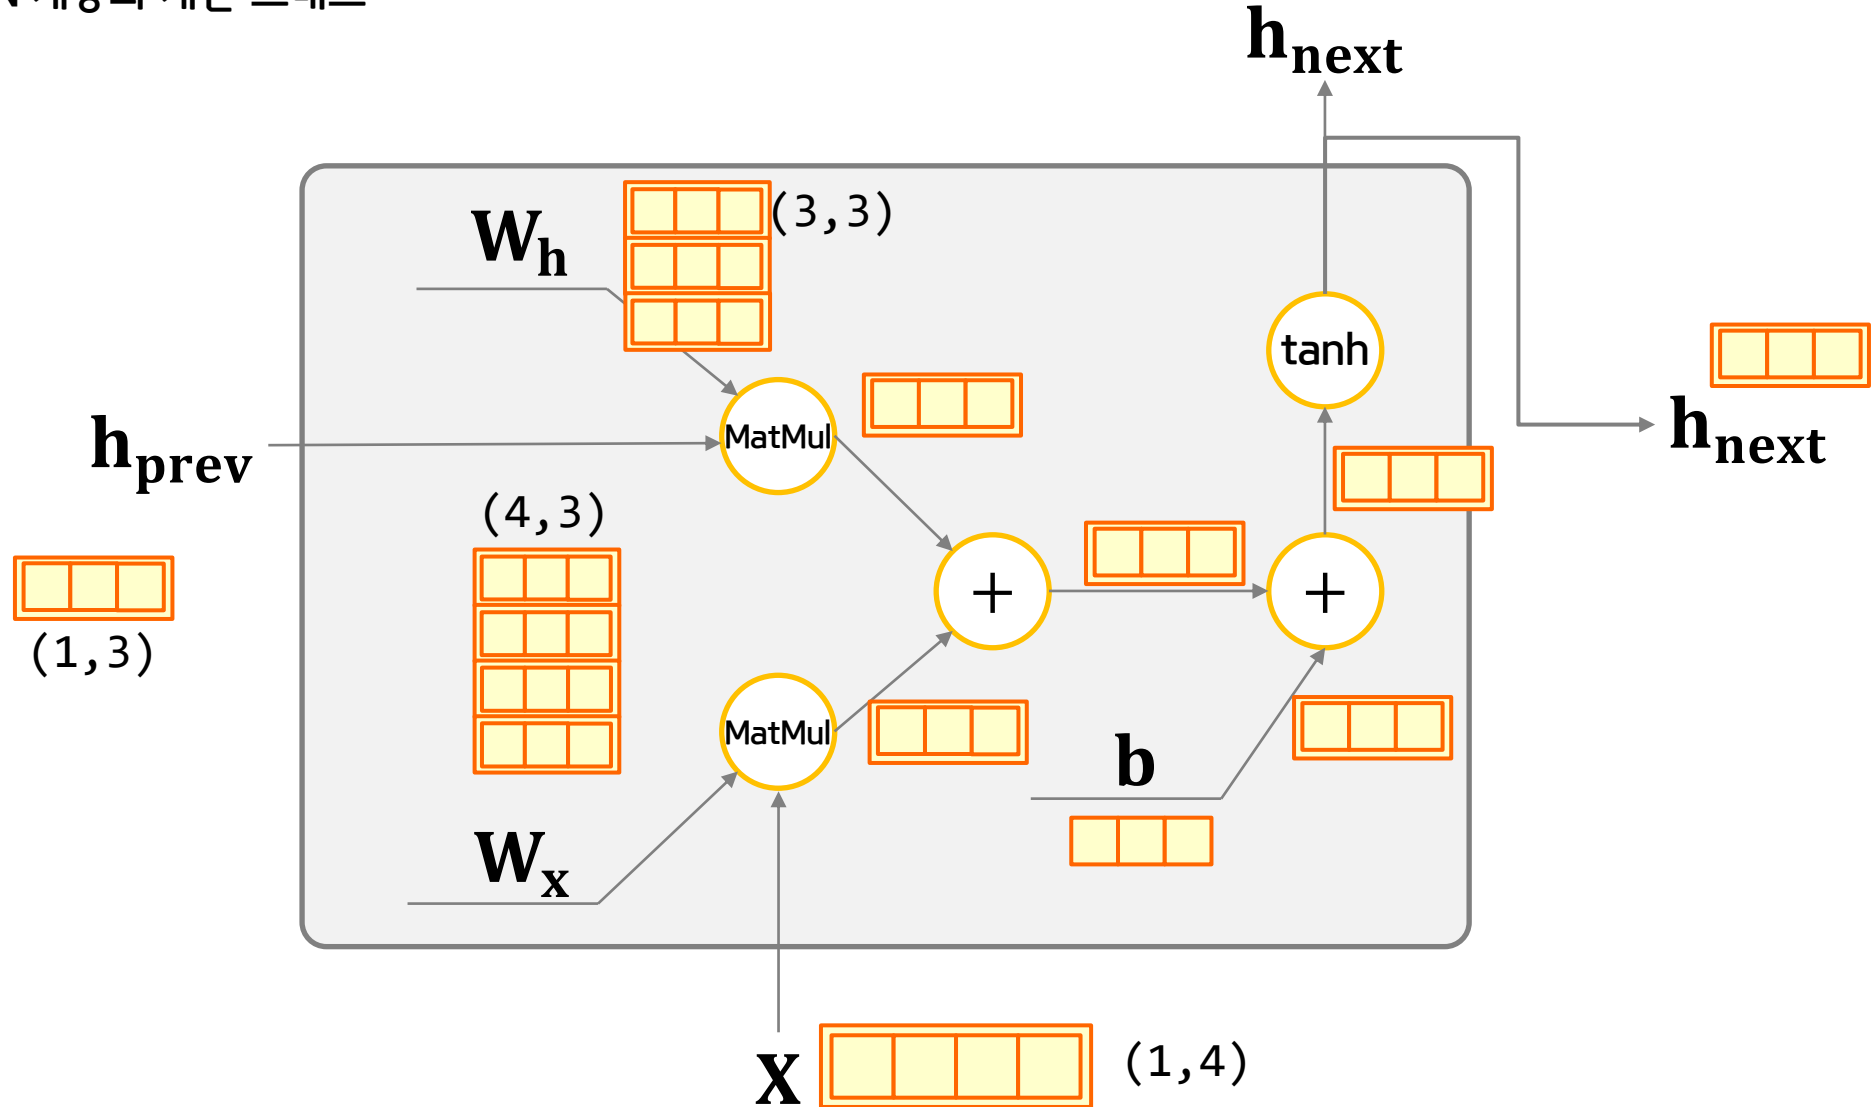 h_next
W_h
(3,3)
tanh
h_prev
MatMul
h_next
(4,3)
(1,3)
+
+
MatMul
b
W_x
X
(1,4)